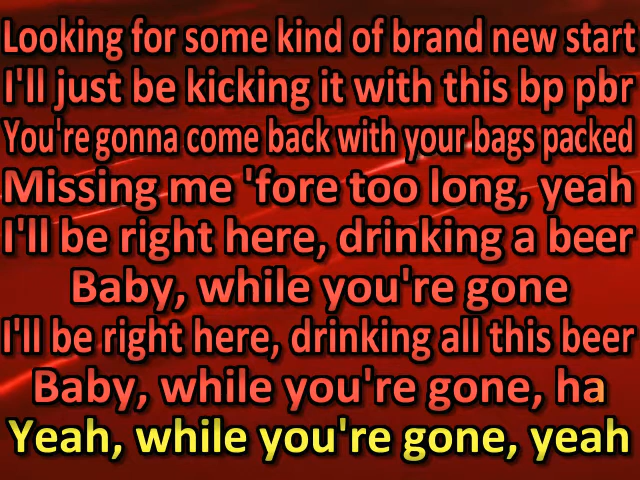 Looking for some kind of brand new start
I'll just be kicking it with this bp pbr
You're gonna come back with your bags packed
Missing me 'fore too long, yeah
I'll be right here, drinking a beer
Baby, while you're gone
I'll be right here, drinking all this beer
Baby, while you're gone, ha
Yeah, while you're gone, yeah